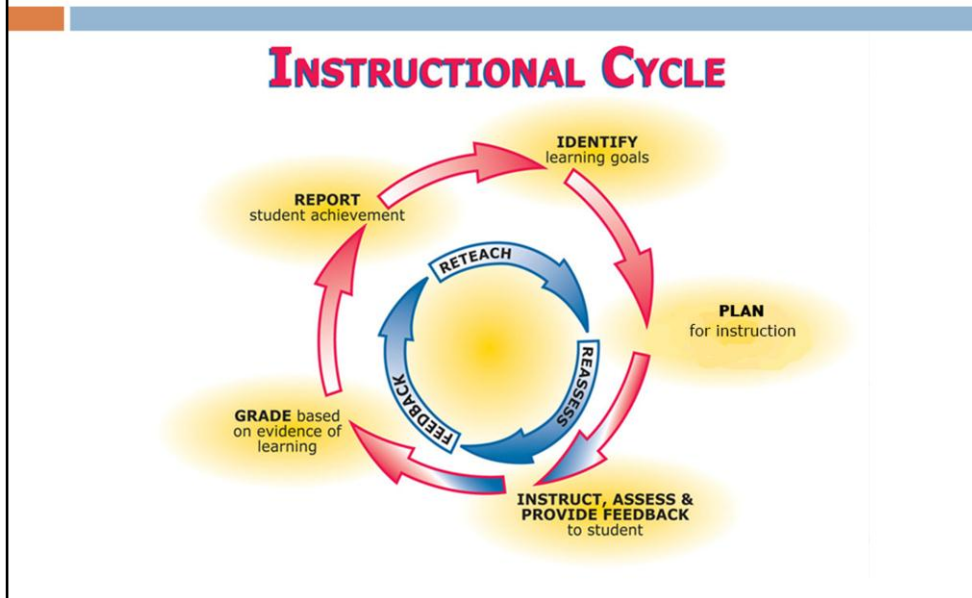 INSTRUCTIONAL CYCLE
IDENTIFY
learning goals
PLAN
for instruction
INSTRUCT, ASSESS &
PROVIDE FEEDBACK
to student
GRADE based
on evidence of
learning
REPORT
student achievement
RETEACH
REASSESS
FEEDBACK